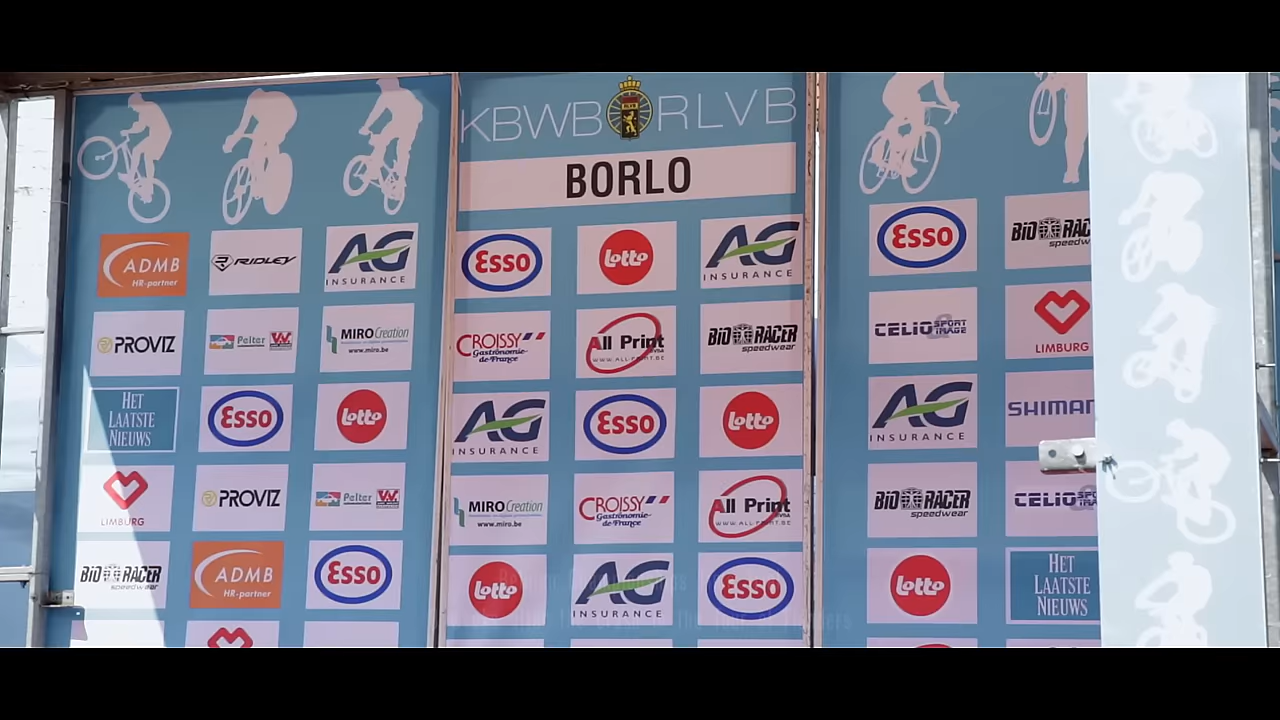 KBWB RLVB
BORLO
ADMB HR-partner
RIDLEY
AG INSURANCE
PROVIZ
Pelter
MIRO Creation www.miro.be
HET LAATSTE NIEUWS
Esso
Lotto
LIMBURG
PROVIZ
Pelter
BIORACER speedwear
ADMB HR-partner
Esso
Esso
Lotto
AG INSURANCE
CROISSY Gastronomie de France
All Print WWW.ALL-PRINT.BE
BIORACER speedwear
AG INSURANCE
Esso
Lotto
MIRO Creation www.miro.be
CROISSY Gastronomie de France
All Print WWW.ALL-PRINT.BE
Lotto
AG INSURANCE
Esso
Esso
BIORAC speedw
CELIO SPORT & IMAGE
LIMBURG
AG INSURANCE
SHIMAN
BIORACER speedwear
CELIO
Lotto
HET LAATSTE NIEUWS